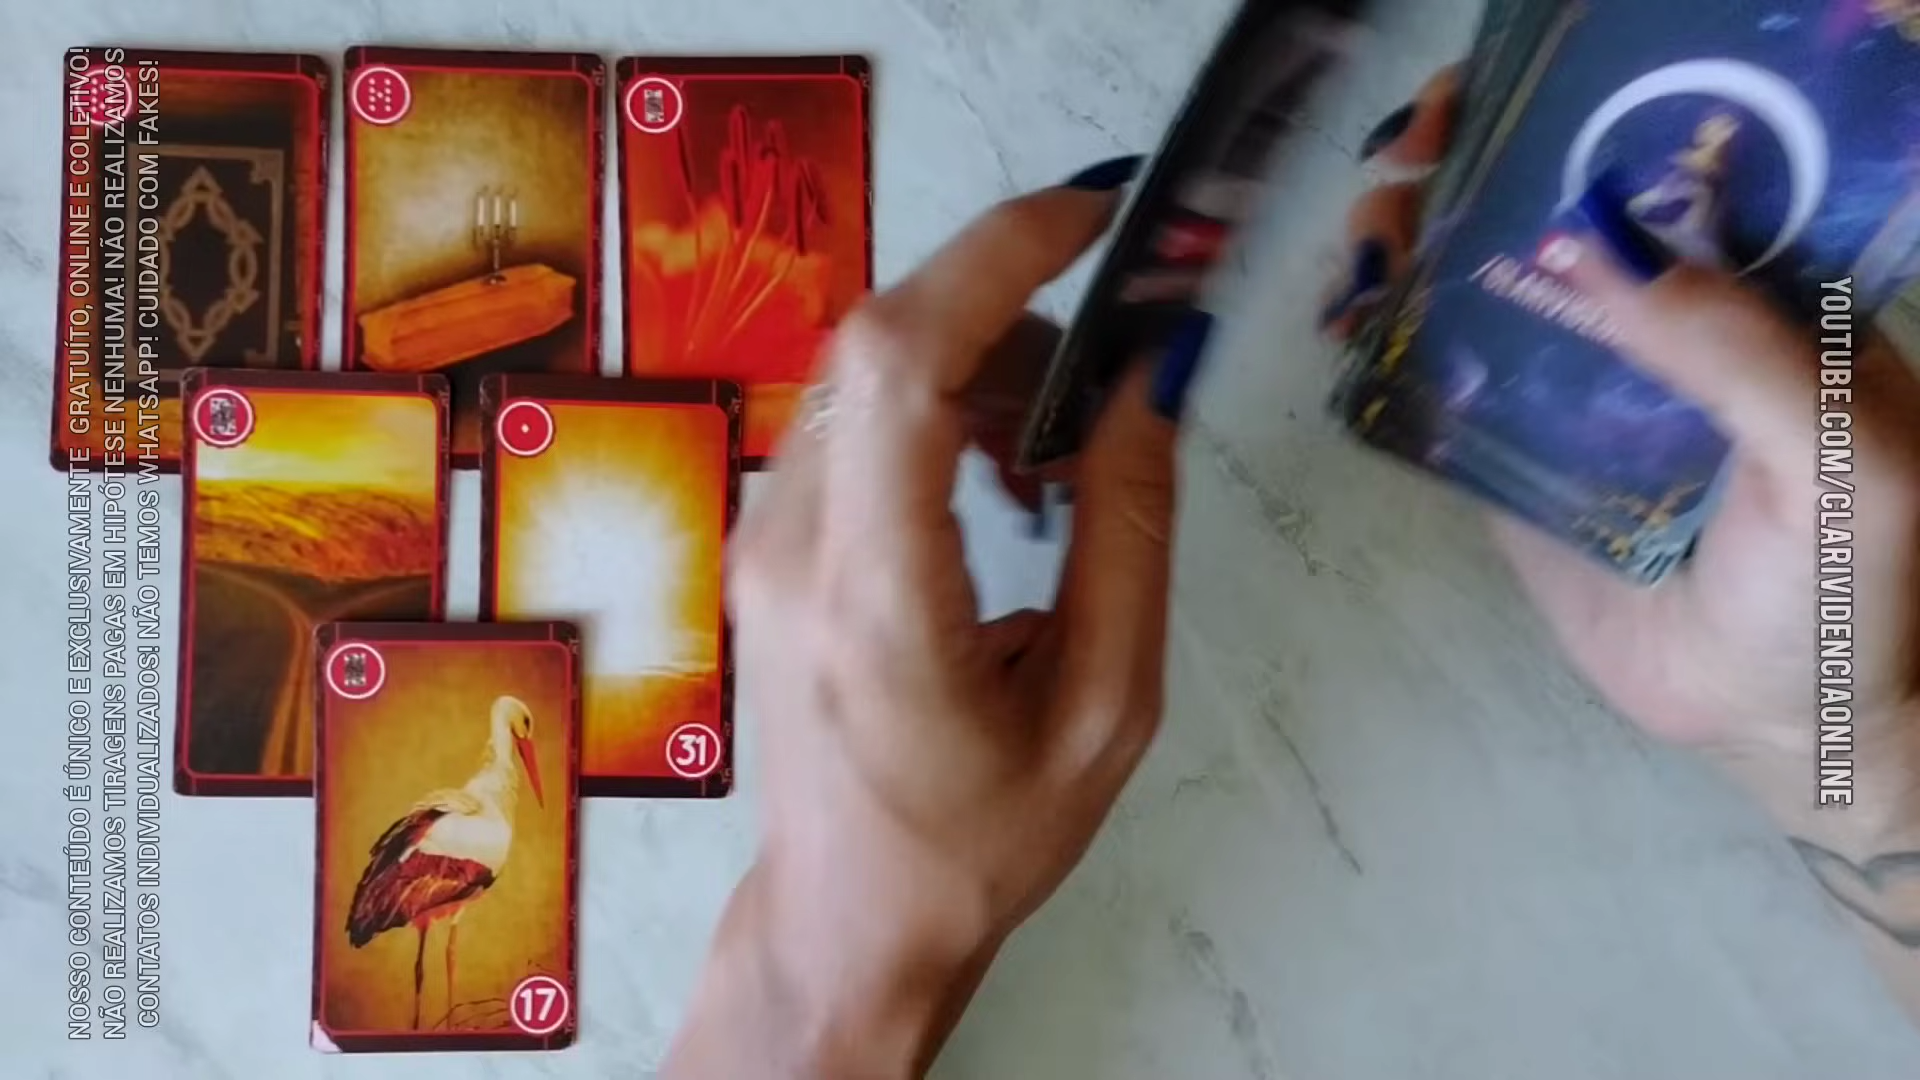 NOSSO CONTEÚDO É ÚNICO E EXCLUSIVAMENTE GRATUÍTO, ONLINE E COLETIVO!
NÃO REALIZAMOS TIRAGENS PAGAS EM HIPÓTESE NENHUMA! NÃO REALIZAMOS
CONTATOS INDIVIDUALIZADOS! NÃO TEMOS WHATSAPP! CUIDADO COM FAKES!
YOUTUBE.COM/CLARIVIDENCIAONLINE
31
17